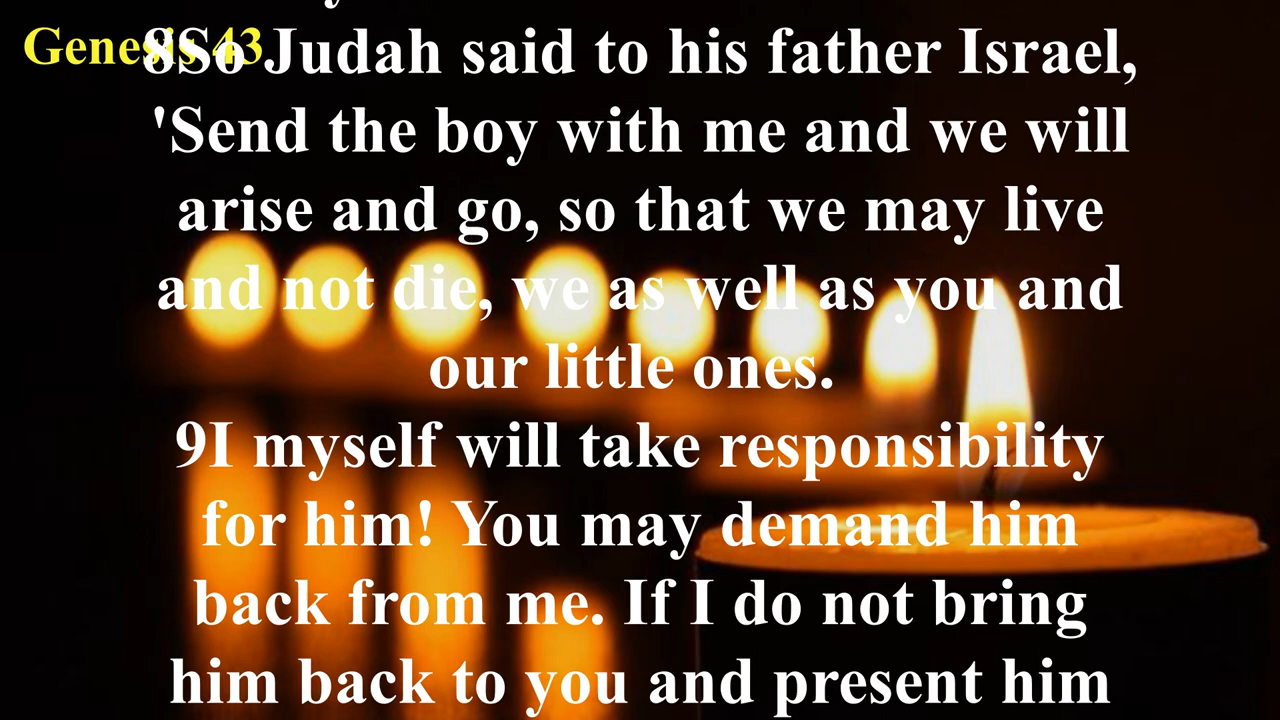 Genesis 43
8So Judah said to his father Israel,
'Send the boy with me and we will
arise and go, so that we may live
and not die, we as well as you and
our little ones.
9I myself will take responsibility
for him! You may demand him
back from me. If I do not bring
him back to you and present him